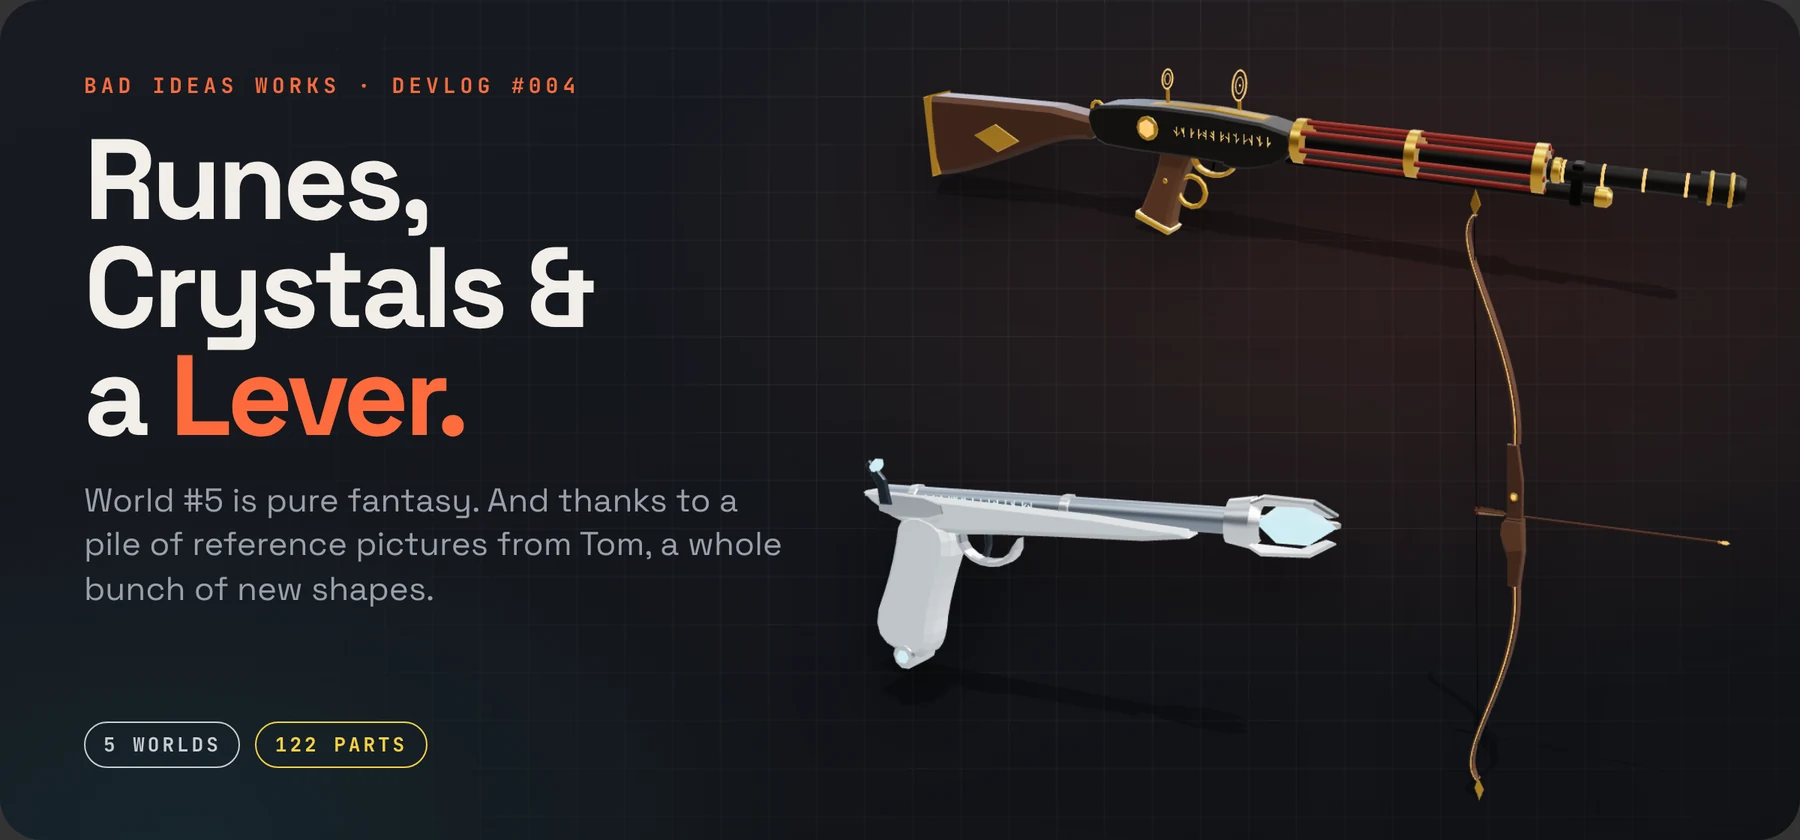 BAD IDEAS WORKS · DEVLOG #004
Runes,
Crystals &
a Lever.
World #5 is pure fantasy. And thanks to a
pile of reference pictures from Tom, a whole
bunch of new shapes.
5 WORLDS
122 PARTS